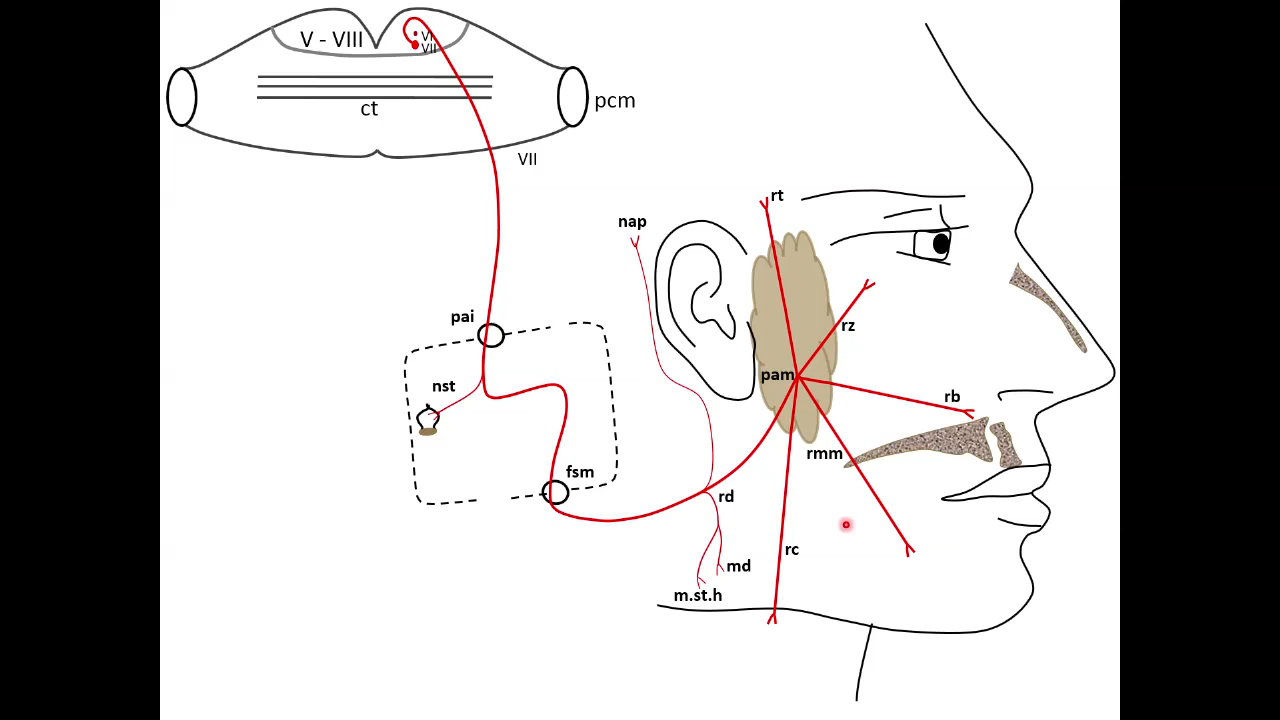 V - VIII
VI
VII
ct
pcm
VII
rt
nap
pai
rz
nst
pam
rb
rmm
fsm
rd
rc
md
m.st.h